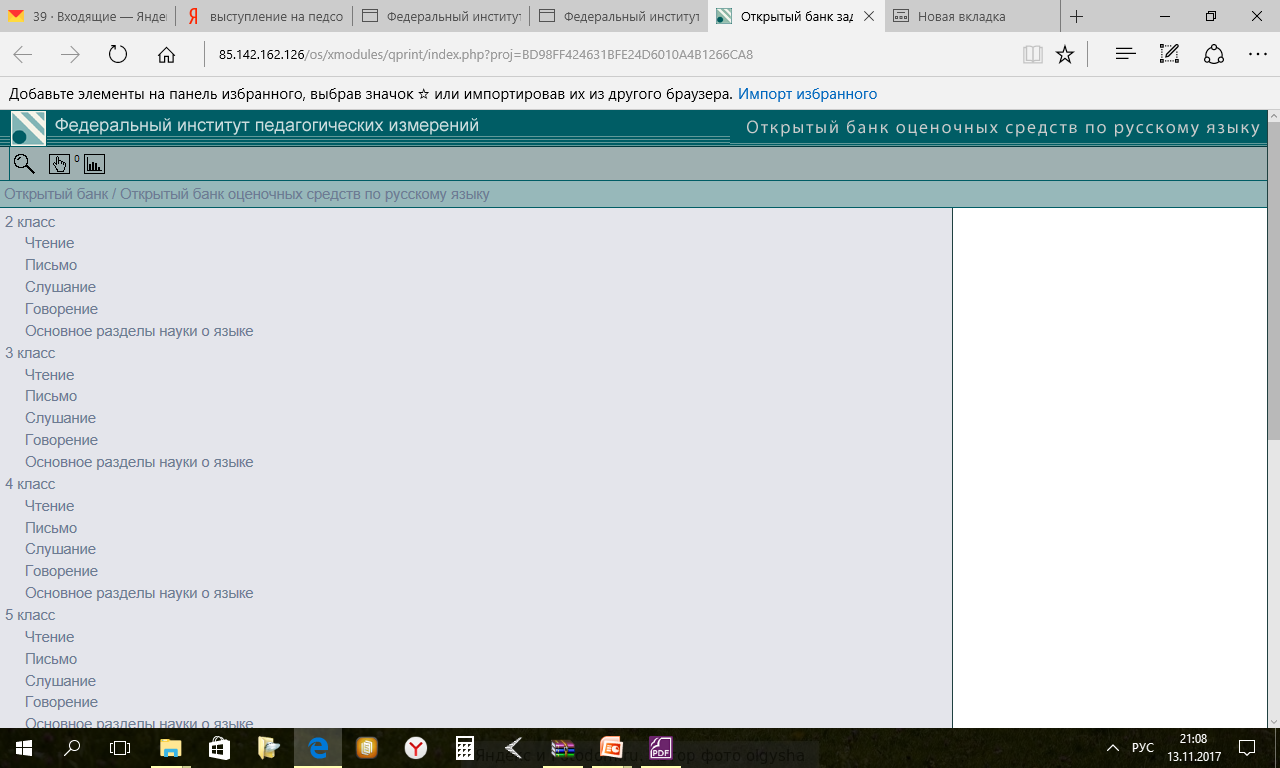 39 · Входящие — Яндек
выступление на педсо
Федеральный институт
Федеральный институт
Открытый банк зад
Новая вкладка
85.142.162.126/os/xmodules/qprint/index.php?proj=BD98FF424631BFE24D6010A4B1266CA8
Добавьте элементы на панель избранного, выбрав значок ☆ или импортировав их из другого браузера. Импорт избранного
Федеральный институт педагогических измерений
Открытый банк оценочных средств по русскому языку
0
Открытый банк / Открытый банк оценочных средств по русскому языку
2 класс
Чтение
Письмо
Слушание
Говорение
Основное разделы науки о языке
3 класс
Чтение
Письмо
Слушание
Говорение
Основное разделы науки о языке
4 класс
Чтение
Письмо
Слушание
Говорение
Основное разделы науки о языке
5 класс
Чтение
Письмо
Слушание
Говорение
Основное разделы науки о языке
РУС
21:08
13.11.2017
PDF
фото olgysha